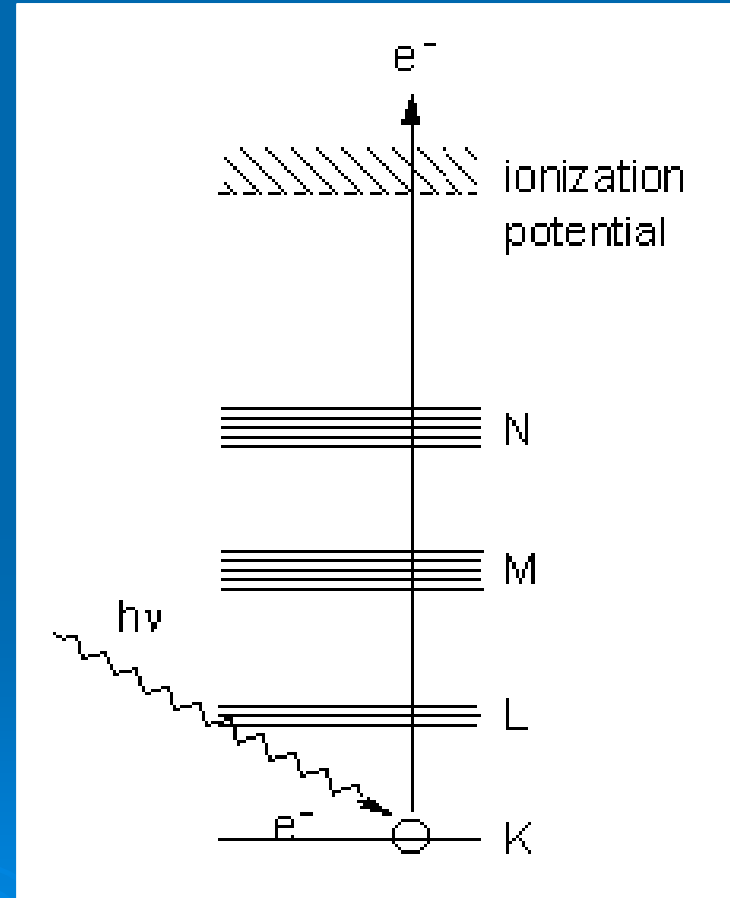 e⁻
ionization
potential
N
M
hν
L
e⁻
K